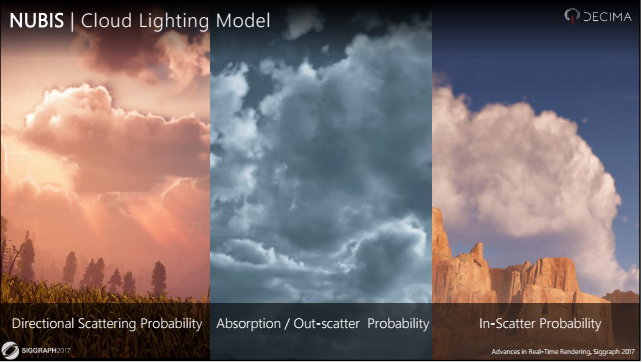 NUBIS | Cloud Lighting Model
DECIMA
Directional Scattering Probability
Absorption / Out-scatter Probability
In-Scatter Probability
SIGGRAPH2017
Advances in Real-Time Rendering, Siggraph 2017